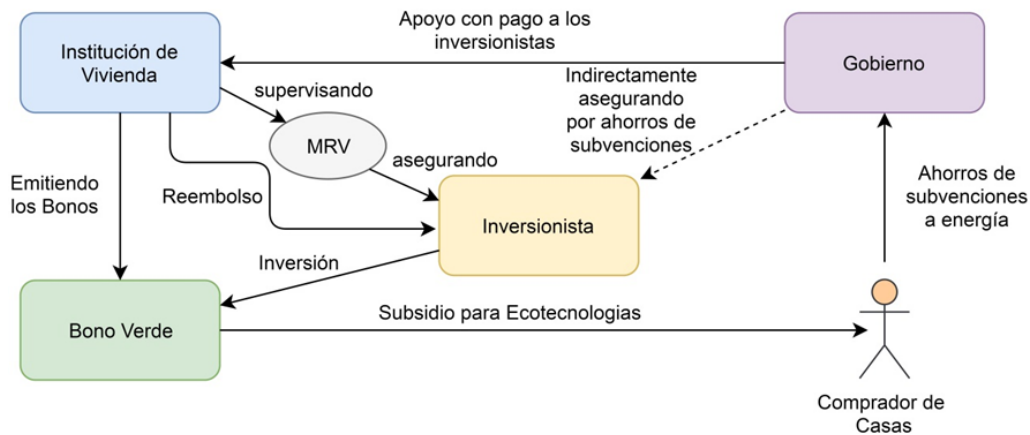 Apoyo con pago a los
inversionistas
Institución de
Vivienda
Gobierno
supervisando
Indirectamente
asegurando
por ahorros de
subvenciones
MRV
asegurando
Emitiendo
los Bonos
Reembolso
Ahorros de
subvenciones
a energía
Inversionista
Inversión
Bono Verde
Subsidio para Ecotecnologias
Comprador de
Casas